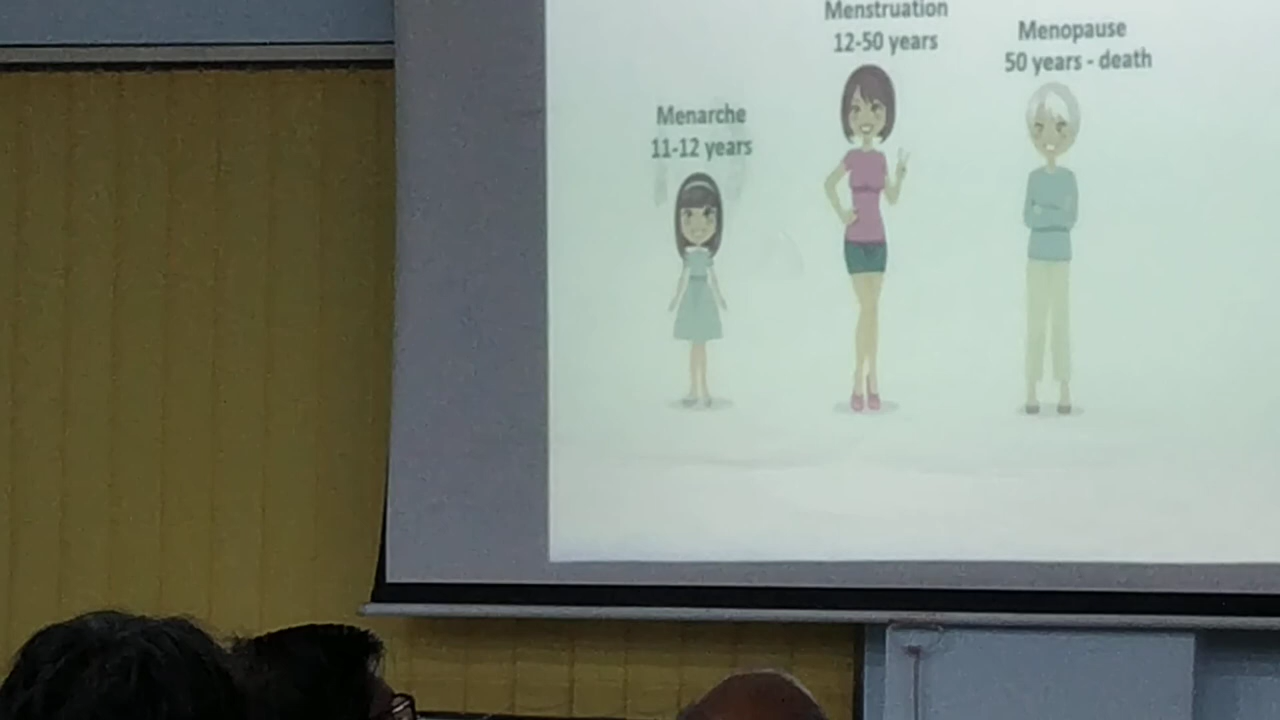 Menstruation
12-50 years
Menopause
50 years - death
Menarche
11-12 years